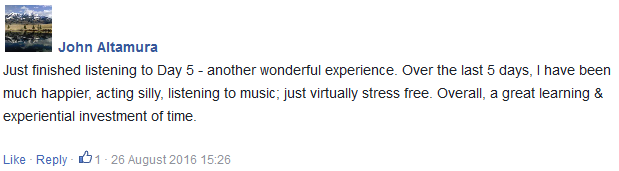 John Altamura
Just finished listening to Day 5 - another wonderful experience. Over the last 5 days, I have been
much happier, acting silly, listening to music; just virtually stress free. Overall, a great learning &
experiential investment of time.
Like · Reply · 1 · 26 August 2016 15:26